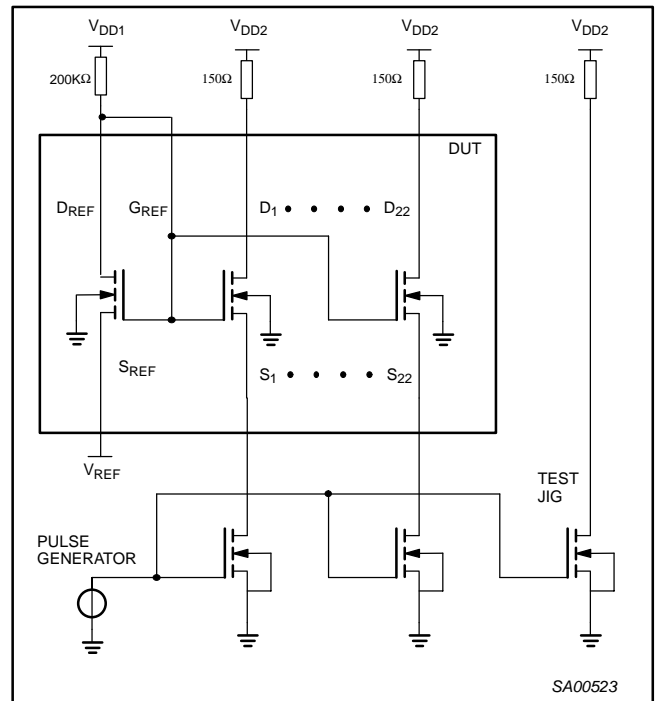 VDD1 VDD2 VDD2 VDD2
200KΩ 150Ω 150Ω 150Ω
DUT
DREF GREF D1 • • • • D22
SREF S1 • • • • S22
VREF
TEST
JIG
PULSE
GENERATOR
SA00523